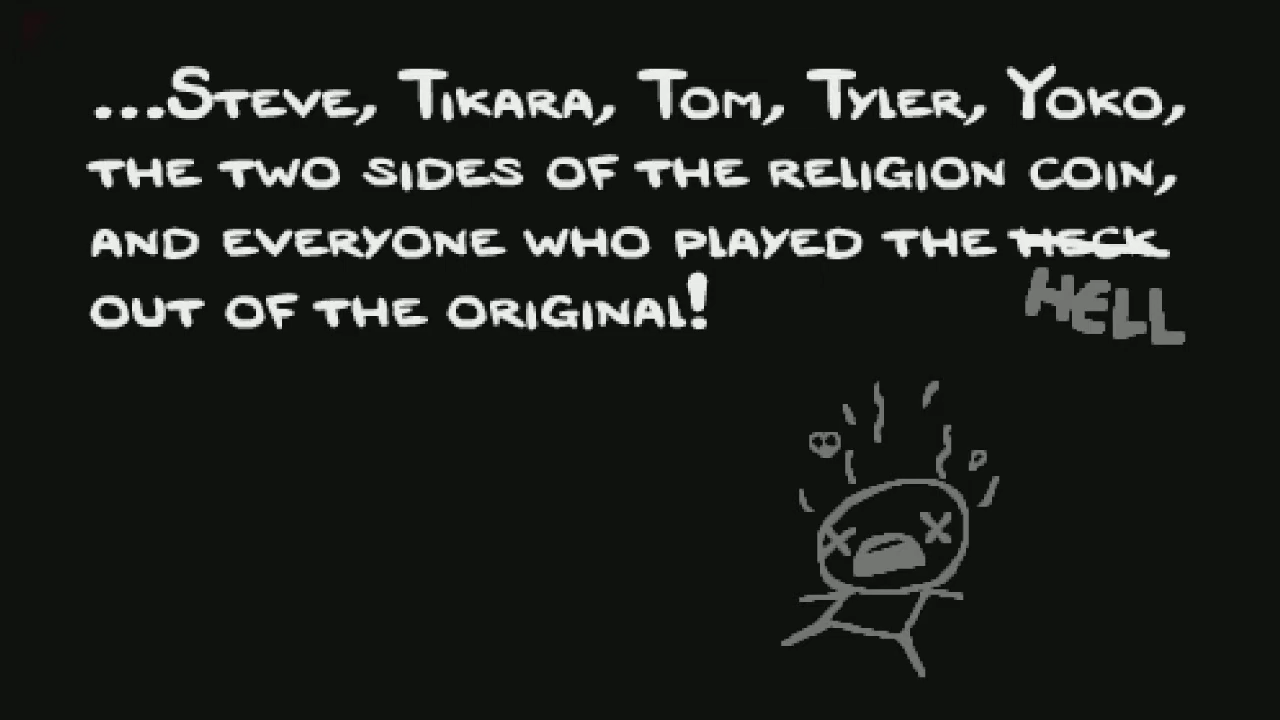 ...Steve, Tikara, Tom, Tyler, Yoko,
the two sides of the religion coin,
and everyone who played the heck
HELL
out of the original!